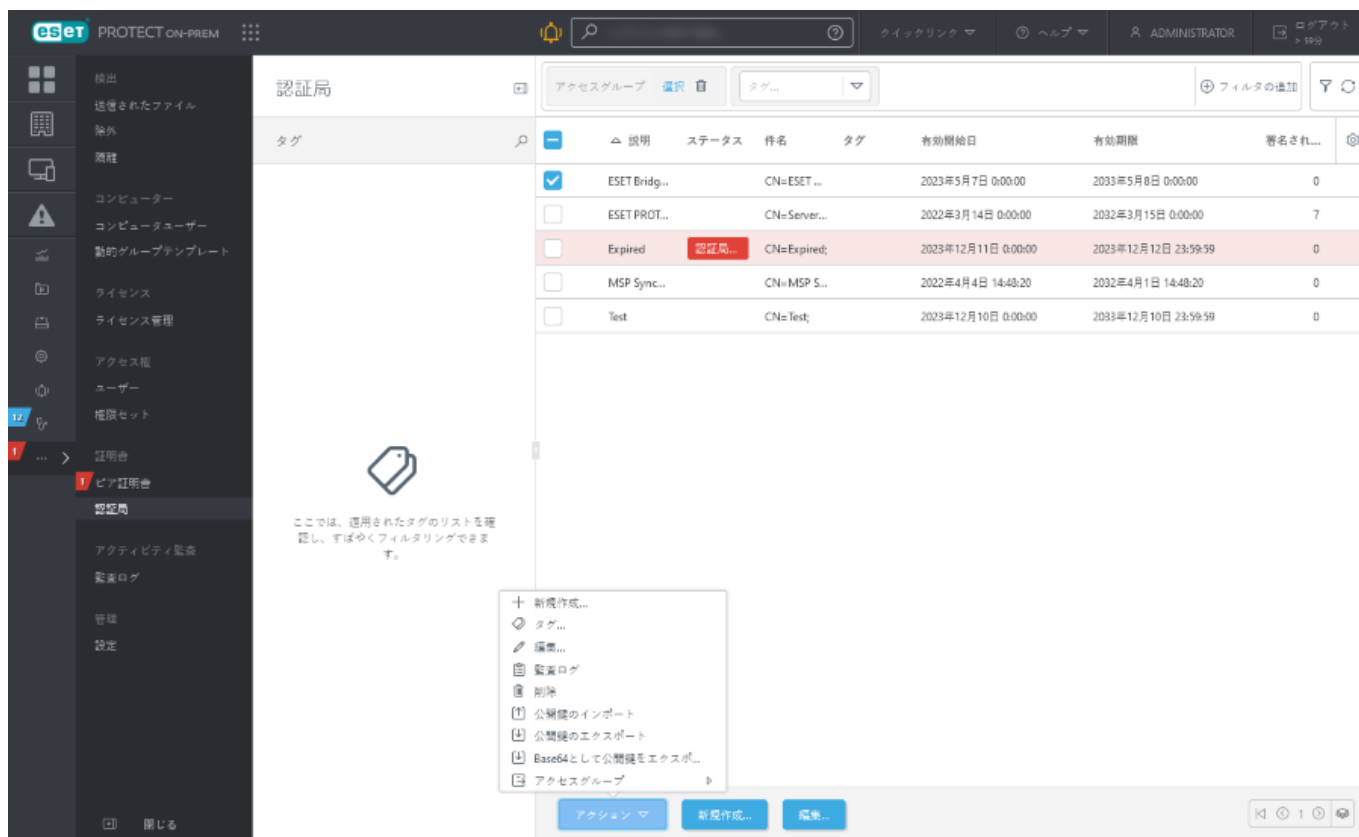 eset PROTECT ON-PREM
クイックリンク
ヘルプ
ADMINISTRATOR
ログアウト
> 59分
検出
送信されたファイル
除外
隔離
コンピューター
コンピュータユーザー
動的グループテンプレート
ライセンス
ライセンス管理
アクセス権
ユーザー
権限セット
12
1
証明書
1 ピア証明書
認証局
アクティビティ監査
監査ログ
管理
設定
閉じる
認証局
タグ
ここでは、適用されたタグのリストを確
認し、すばやくフィルタリングできま
す。
アクセスグループ 選択
タグ...
フィルタの追加
説明 ステータス 件名 タグ 有効開始日 有効期限 署名され...
ESET Bridg... CN=ESET ... 2023年5月7日 0:00:00 2033年5月8日 0:00:00 0
ESET PROT... CN=Server... 2022年3月14日 0:00:00 2032年3月15日 0:00:00 7
Expired 認証局... CN=Expired; 2023年12月11日 0:00:00 2023年12月12日 23:59:59 0
MSP Sync... CN=MSP S... 2022年4月4日 14:48:20 2032年4月1日 14:48:20 0
Test CN=Test; 2023年12月10日 0:00:00 2033年12月10日 23:59:59 0
新規作成...
タグ...
編集...
監査ログ
削除
公開鍵のインポート
公開鍵のエクスポート
Base64として公開鍵をエクスポ...
アクセスグループ
アクション
新規作成...
編集...
1